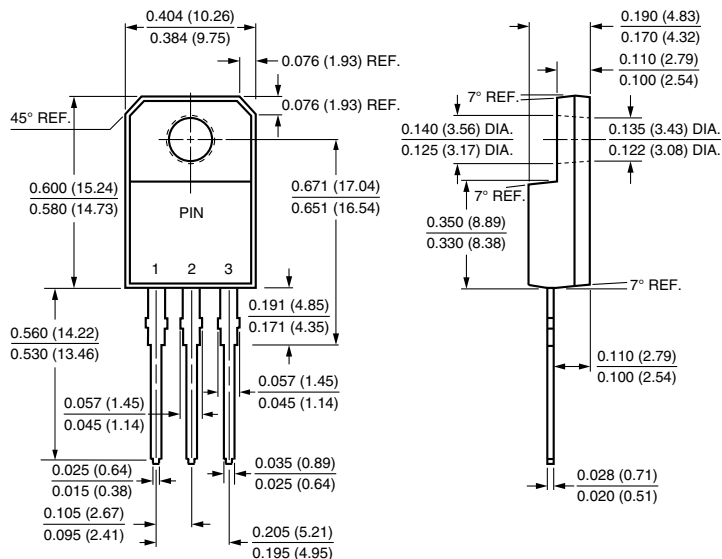 0.404 (10.26)
0.384 (9.75)
0.076 (1.93) REF.
0.076 (1.93) REF.
45° REF.
0.600 (15.24)
0.580 (14.73)
PIN
1 2 3
0.671 (17.04)
0.651 (16.54)
0.191 (4.85)
0.171 (4.35)
0.560 (14.22)
0.530 (13.46)
0.057 (1.45)
0.045 (1.14)
0.057 (1.45)
0.045 (1.14)
0.025 (0.64)
0.015 (0.38)
0.035 (0.89)
0.025 (0.64)
0.105 (2.67)
0.095 (2.41)
0.205 (5.21)
0.195 (4.95)
0.190 (4.83)
0.170 (4.32)
0.110 (2.79)
0.100 (2.54)
7° REF.
0.140 (3.56) DIA.
0.125 (3.17) DIA.
0.135 (3.43) DIA.
0.122 (3.08) DIA.
7° REF.
0.350 (8.89)
0.330 (8.38)
7° REF.
0.110 (2.79)
0.100 (2.54)
0.028 (0.71)
0.020 (0.51)